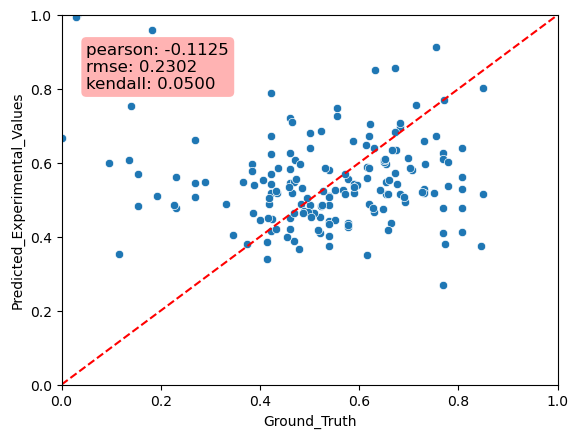 1.0
0.8
0.6
0.4
0.2
0.0
Predicted_Experimental_Values
pearson: -0.1125
rmse: 0.2302
kendall: 0.0500
0.0 0.2 0.4 0.6 0.8 1.0
Ground_Truth